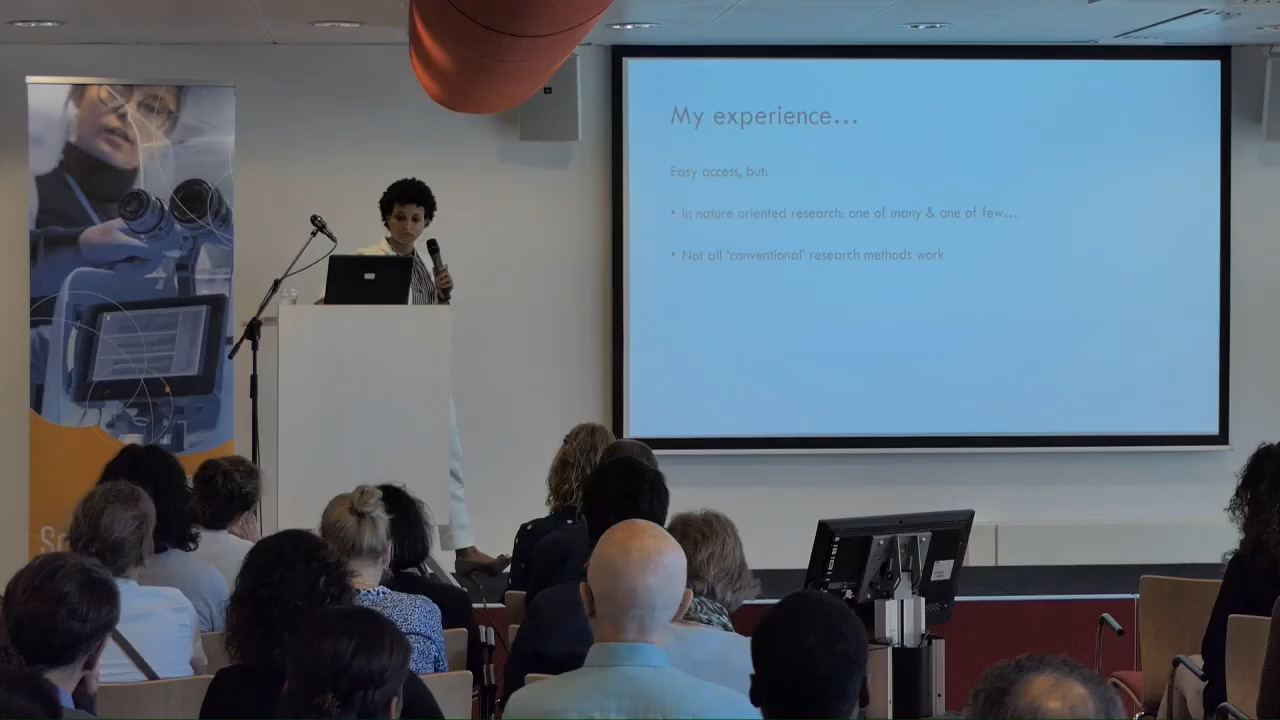 My experience...
Easy access, but:
• In nature oriented research: one of many & one of few...
• Not all 'conventional' research methods work